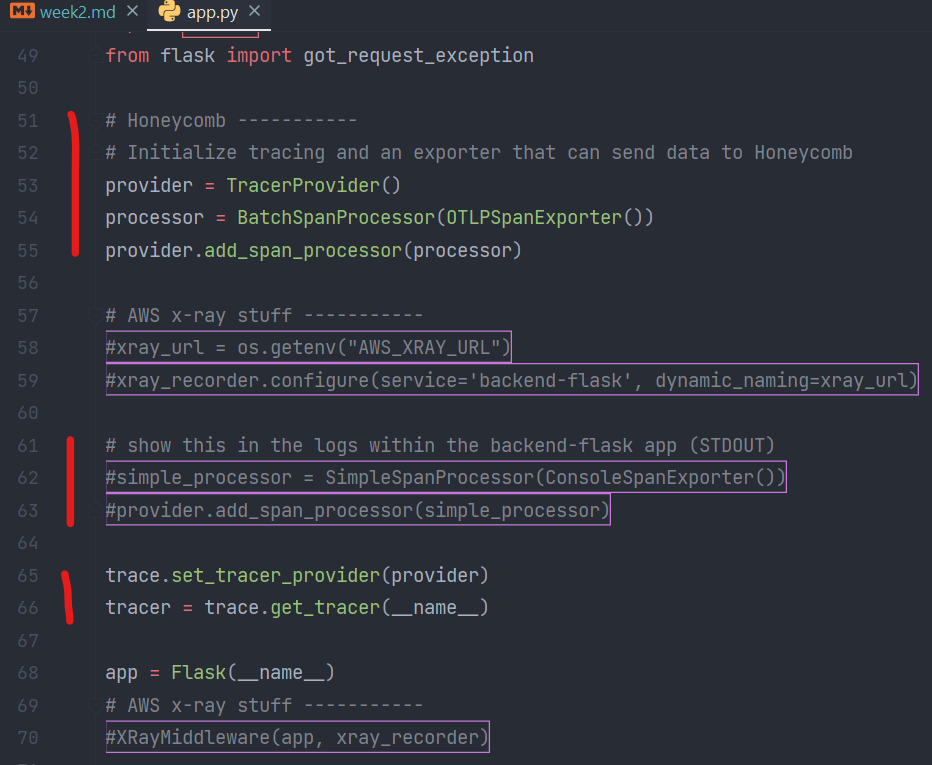 week2.md
app.py
49 from flask import got_request_exception
50
51 # Honeycomb -----------
52 # Initialize tracing and an exporter that can send data to Honeycomb
53 provider = TracerProvider()
54 processor = BatchSpanProcessor(OTLPSpanExporter())
55 provider.add_span_processor(processor)
56
57 # AWS x-ray stuff -----------
58 #xray_url = os.getenv("AWS_XRAY_URL")
59 #xray_recorder.configure(service='backend-flask', dynamic_naming=xray_url)
60
61 # show this in the logs within the backend-flask app (STDOUT)
62 #simple_processor = SimpleSpanProcessor(ConsoleSpanExporter())
63 #provider.add_span_processor(simple_processor)
64
65 trace.set_tracer_provider(provider)
66 tracer = trace.get_tracer(__name__)
67
68 app = Flask(__name__)
69 # AWS x-ray stuff -----------
70 #XRayMiddleware(app, xray_recorder)